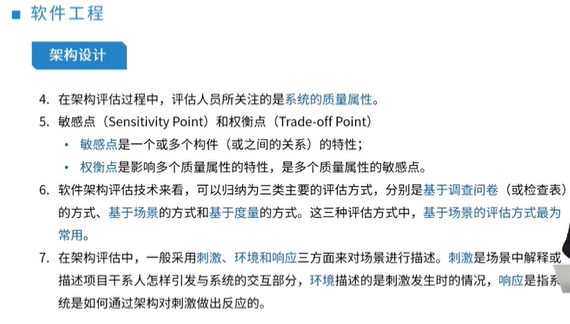 软件工程
架构设计
4. 在架构评估过程中，评估人员所关注的是系统的质量属性。
5. 敏感点（Sensitivity Point）和权衡点（Trade-off Point）
• 敏感点是一个或多个构件（或之间的关系）的特性；
• 权衡点是影响多个质量属性的特性，是多个质量属性的敏感点。
6. 软件架构评估技术来看，可以归纳为三类主要的评估方式，分别是基于调查问卷（或检查表）
的方式、基于场景的方式和基于度量的方式。这三种评估方式中，基于场景的评估方式最为
常用。
7. 在架构评估中，一般采用刺激、环境和响应三方面来对场景进行描述。刺激是场景中解释或
描述项目干系人怎样引发与系统的交互部分，环境描述的是刺激发生时的情况，响应是指系
统是如何通过架构对刺激做出反应的。